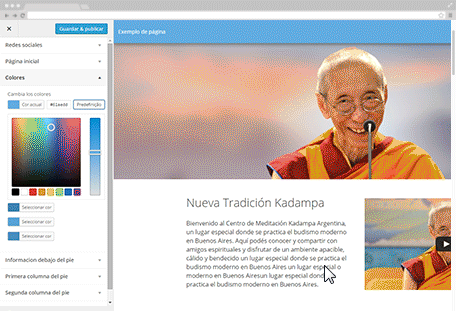 Guardar & publicar
Redes sociales
Página inicial
Colores
Cambia los colores
Cor actual
#01aedd
Predefinição
Seleccionar cor
Seleccionar cor
Seleccionar cor
Informacion debajo del pie
Primera columna del pie
Segunda columna del pie
Exemplo de página
Nueva Tradición Kadampa
Bienvenido al Centro de Meditación Kadampa Argentina,
un lugar especial donde se practica el budismo moderno
en Buenos Aires. Aquí podés conocer y compartir con
amigos espirituales y disfrutar de un ambiente apacible,
cálido y bendecido un lugar especial donde se practica el
budismo moderno en Buenos Aires un lugar especial o
moderno en Buenos Airesun lugar especial donde
practica el budismo moderno en Buenos Aires.